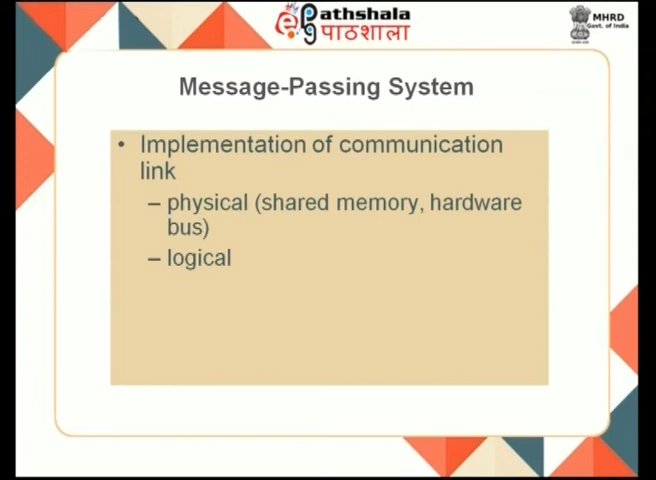 ePG Pathshala
पाठशाला
MHRD
Govt. of India
Message-Passing System
• Implementation of communication
link
– physical (shared memory, hardware
bus)
– logical